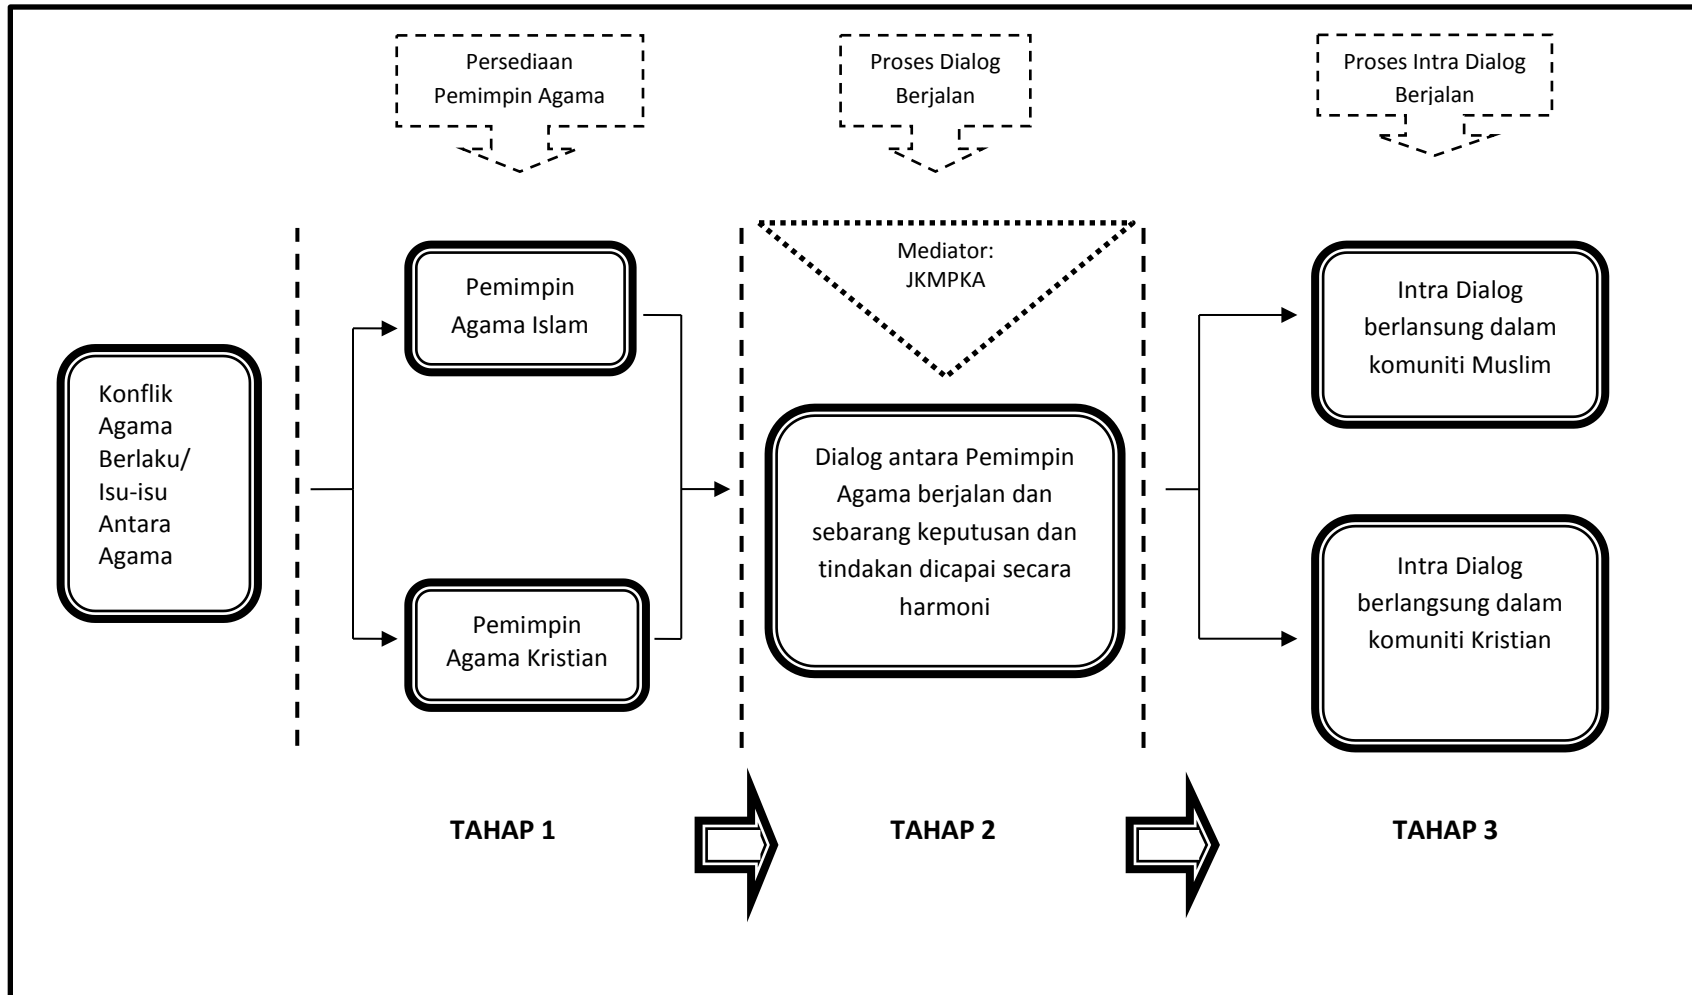 Persediaan
Pemimpin Agama
Proses Dialog
Berjalan
Proses Intra Dialog
Berjalan
Konflik
Agama
Berlaku/
Isu-isu
Antara
Agama
Pemimpin
Agama Islam
Pemimpin
Agama Kristian
Mediator:
JKMPKA
Dialog antara Pemimpin
Agama berjalan dan
sebarang keputusan dan
tindakan dicapai secara
harmoni
Intra Dialog
berlansung dalam
komuniti Muslim
Intra Dialog
berlangsung dalam
komuniti Kristian
TAHAP 1
TAHAP 2
TAHAP 3